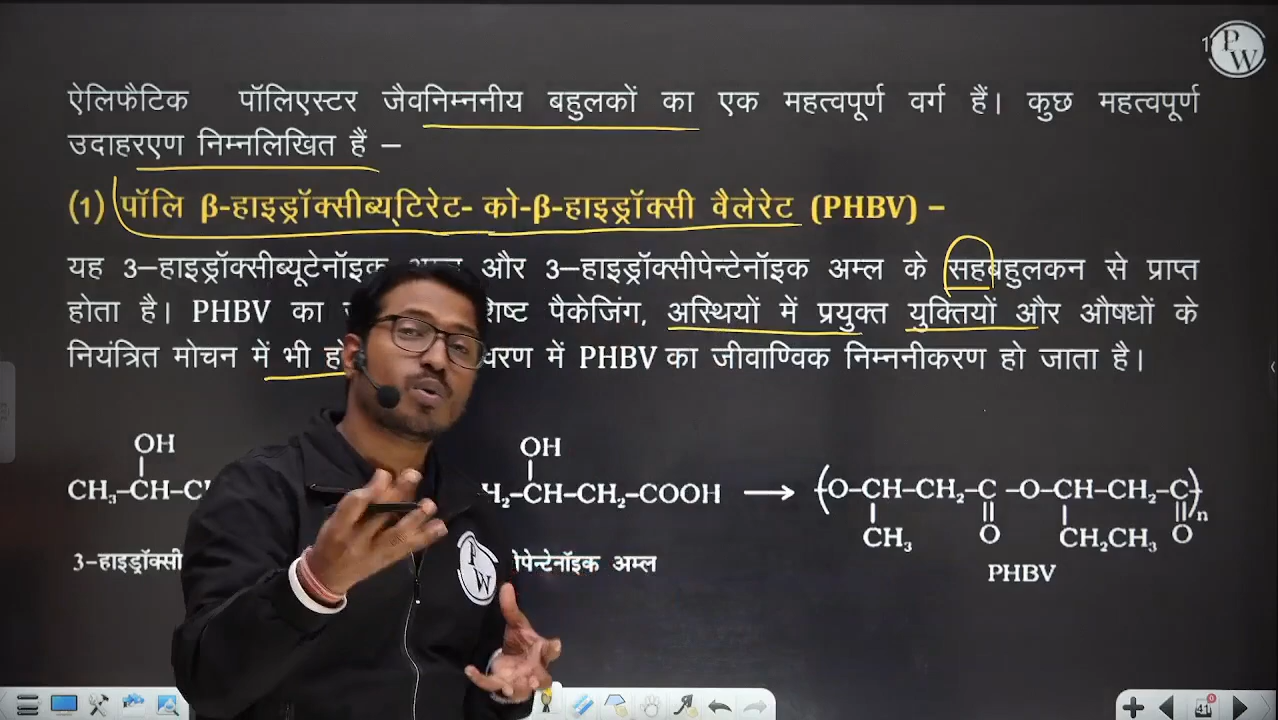 PW
ऐलिफैटिक पॉलिएस्टर जैवनिम्ननीय बहुलकों का एक महत्वपूर्ण वर्ग हैं। कुछ महत्वपूर्ण
उदाहरएण निम्नलिखित हैं –
(1) पॉलि β-हाइड्रॉक्सीब्यूटिरेट- को-β-हाइड्रॉक्सी वैलेरेट (PHBV) –
यह 3–हाइड्रॉक्सीब्यूटेनॉइक और 3–हाइड्रॉक्सीपेन्टेनॉइक अम्ल के सहबहुलकन से प्राप्त
होता है। PHBV का पैकेजिंग, अस्थियों में प्रयुक्त युक्तियों और औषधों के
नियंत्रित मोचन में भी में PHBV का जीवाण्विक निम्ननीकरण हो जाता है।
OH OH
CH₃–CH– –CH–CH₂–COOH ⟶ (O–CH–CH₂–C–O–CH–CH₂–C)n
CH₃ O CH₂CH₃ O
3-हाइड्रॉक्सी अम्ल
PHBV
PW
41